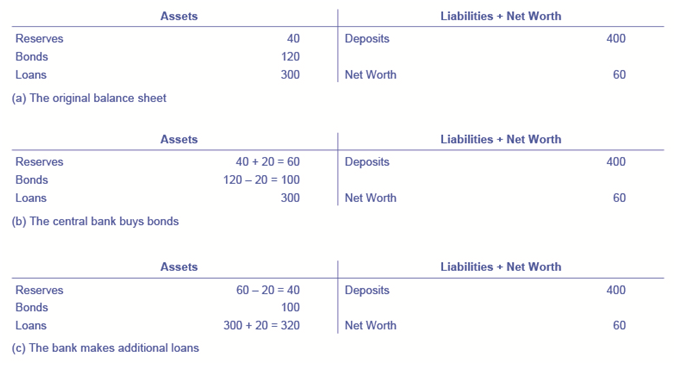 Assets Liabilities + Net Worth
Reserves 40 Deposits 400
Bonds 120
Loans 300 Net Worth 60
(a) The original balance sheet
Assets Liabilities + Net Worth
Reserves 40 + 20 = 60 Deposits 400
Bonds 120 – 20 = 100
Loans 300 Net Worth 60
(b) The central bank buys bonds
Assets Liabilities + Net Worth
Reserves 60 – 20 = 40 Deposits 400
Bonds 100
Loans 300 + 20 = 320 Net Worth 60
(c) The bank makes additional loans